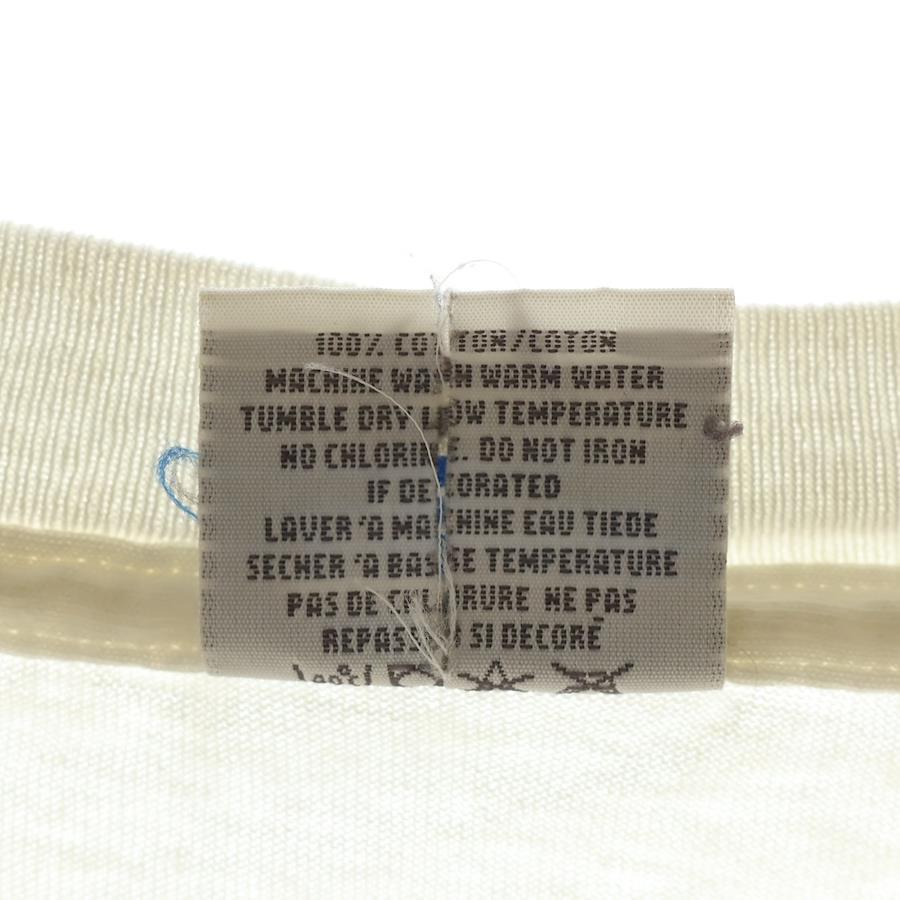 100% COTTON/COTON
MACHINE WASH WARM WATER
TUMBLE DRY LOW TEMPERATURE
NO CHLORINE. DO NOT IRON
IF DECORATED
LAVER 'A MACHINE EAU TIEDE
SECHER 'A BASSE TEMPERATURE
PAS DE CHLORURE NE PAS
REPASSER SI DECORÉ